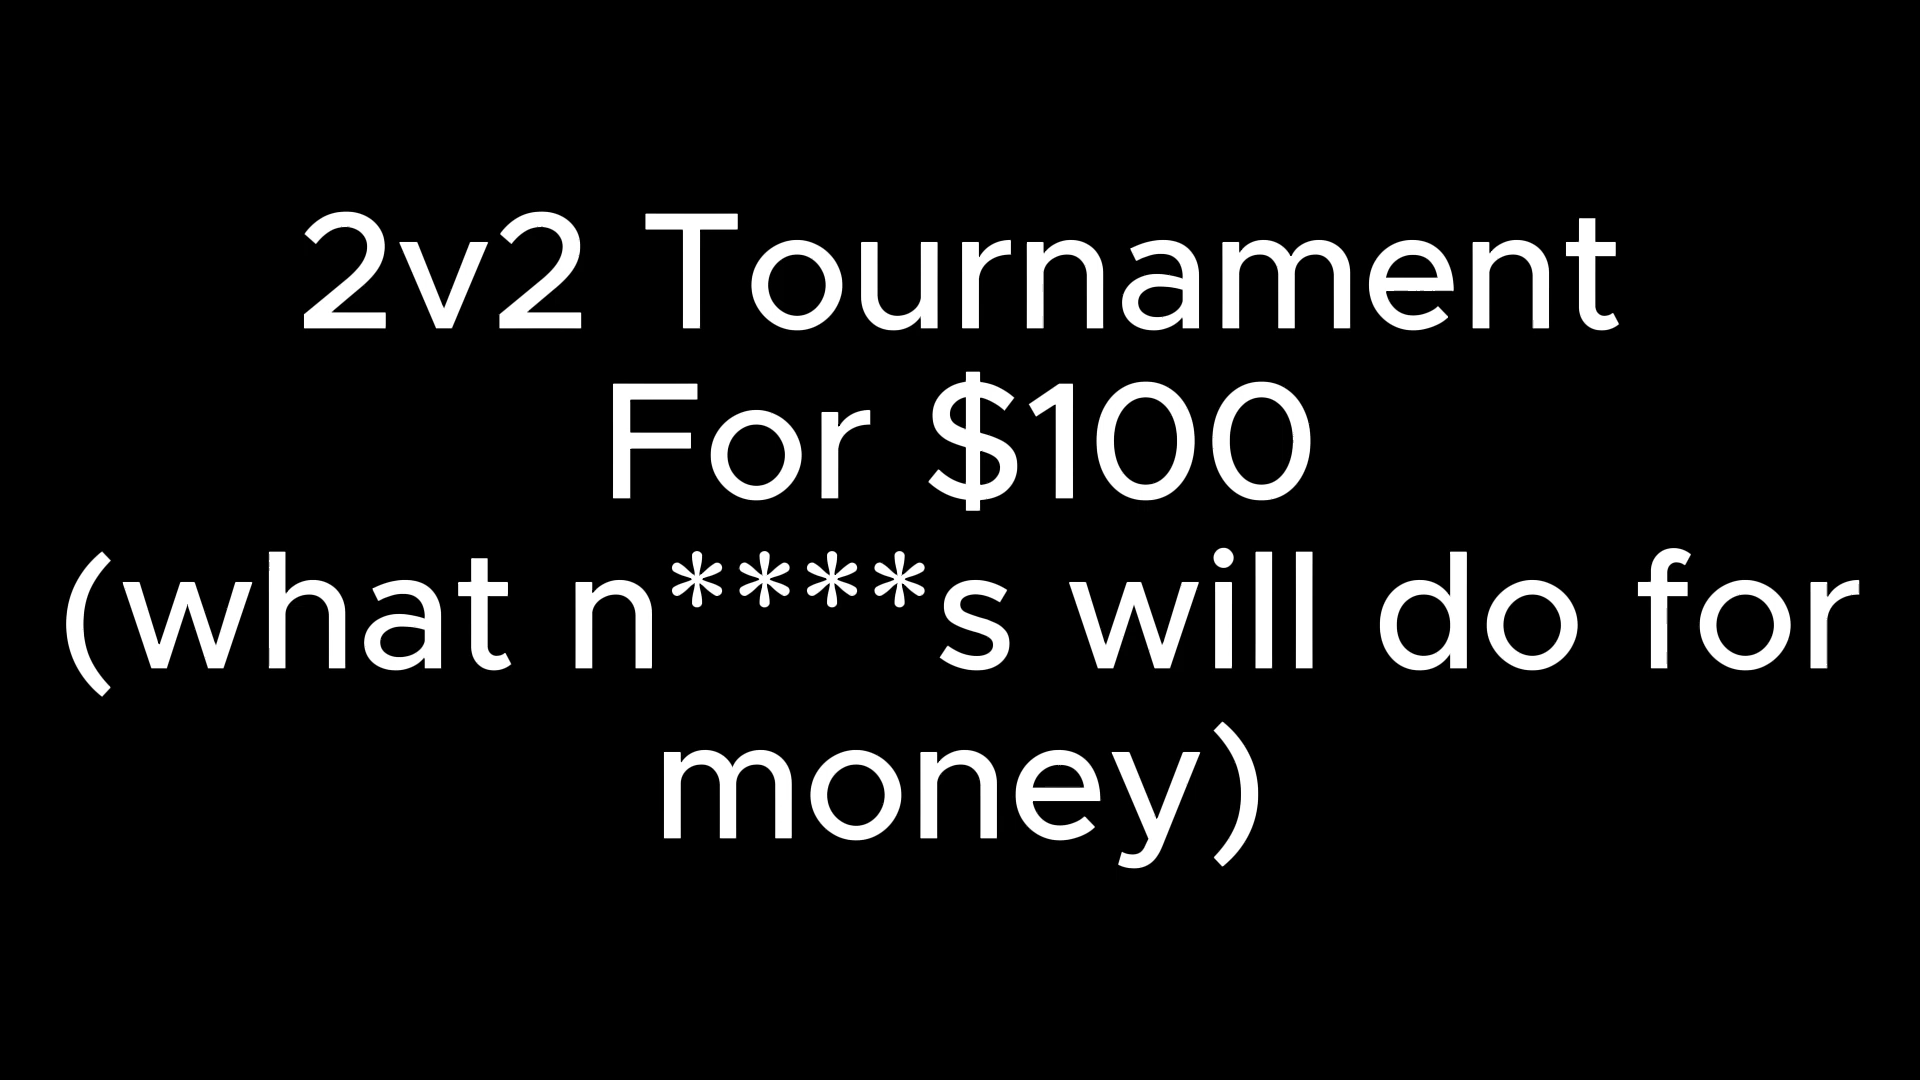 2v2 Tournament
For $100
(what n****s will do for
money)